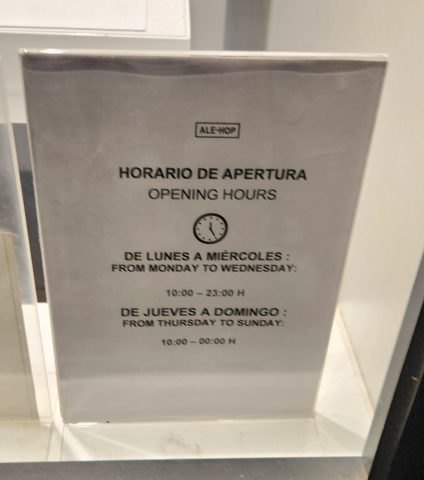 ALE-HOP
HORARIO DE APERTURA
OPENING HOURS
DE LUNES A MIÉRCOLES :
FROM MONDAY TO WEDNESDAY:
10:00 – 23:00 H
DE JUEVES A DOMINGO :
FROM THURSDAY TO SUNDAY:
10:00 – 00:00 H